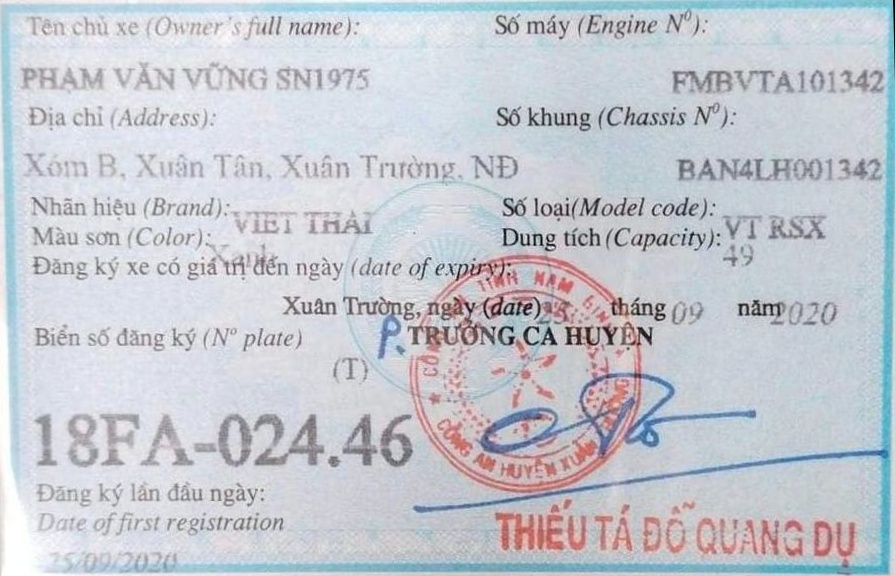 Tên chủ xe (Owner's full name):
Số máy (Engine Nº):
PHẠM VĂN VỮNG SN1975
FMBVTA101342
Địa chỉ (Address):
Số khung (Chassis Nº):
Xóm B, Xuân Tân, Xuân Trường, NĐ
BAN4LH001342
Nhãn hiệu (Brand): VIET THAI
Số loại(Model code): VT RSX
Màu sơn (Color): Xanh
Dung tích (Capacity): 49
Đăng ký xe có giá trị đến ngày (date of expiry):
Xuân Trường, ngày (date) 25 tháng 09 năm 2020
Biển số đăng ký (Nº plate)
P. TRƯỞNG CA HUYỆN
(T)
CÔNG AN TỈNH NAM ĐỊNH
CÔNG AN HUYỆN XUÂN TRƯỜNG
18FA-024.46
Đăng ký lần đầu ngày:
Date of first registration
25/09/2020
THIẾU TÁ ĐỖ QUANG DỤ